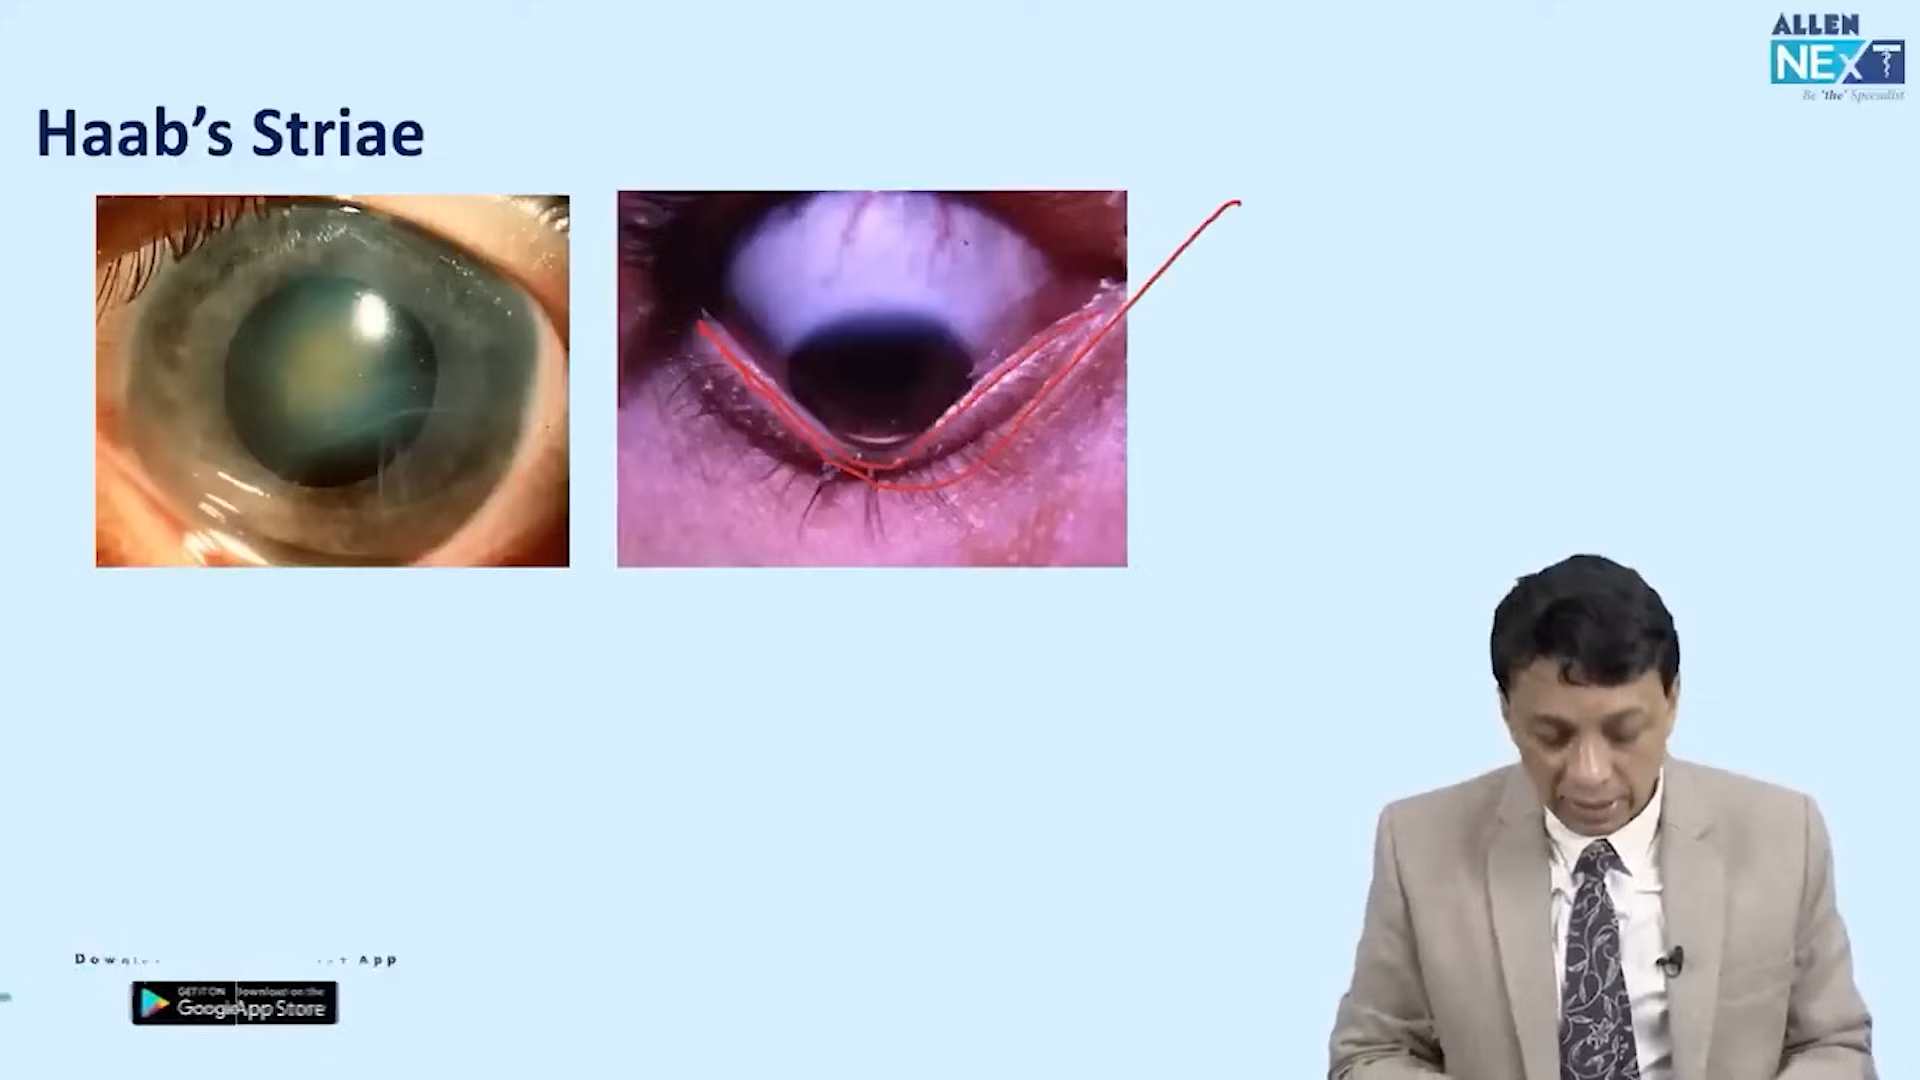 ALLEN
NEXT
Be 'the' Specialist
Haab's Striae
App
GET IT ON
Download on the
Google
App Store